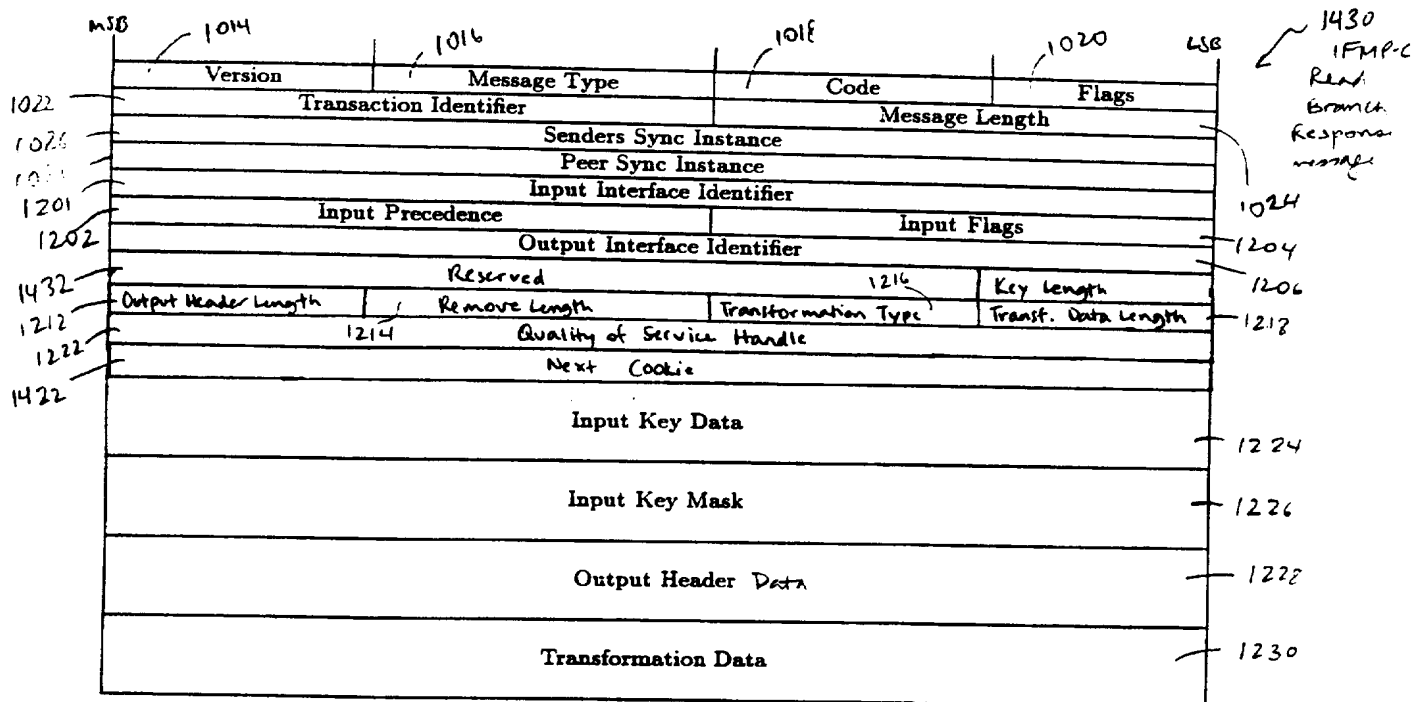 MSB 1014 1016 1018 1020 LSB 1430
IFMP-C
Read
Branch
Response
message
Version Message Type Code Flags
1022 Transaction Identifier Message Length 1024
1026 Senders Sync Instance
Peer Sync Instance
1201 Input Interface Identifier
1202 Input Precedence Input Flags 1204
Output Interface Identifier 1206
1432 Reserved 1216 Key Length
1212 Output Header Length 1214 Remove Length Transformation Type Transf. Data Length 1218
1222 Quality of Service Handle
1422 Next Cookie
Input Key Data 1224
Input Key Mask 1226
Output Header Data 1228
Transformation Data 1230